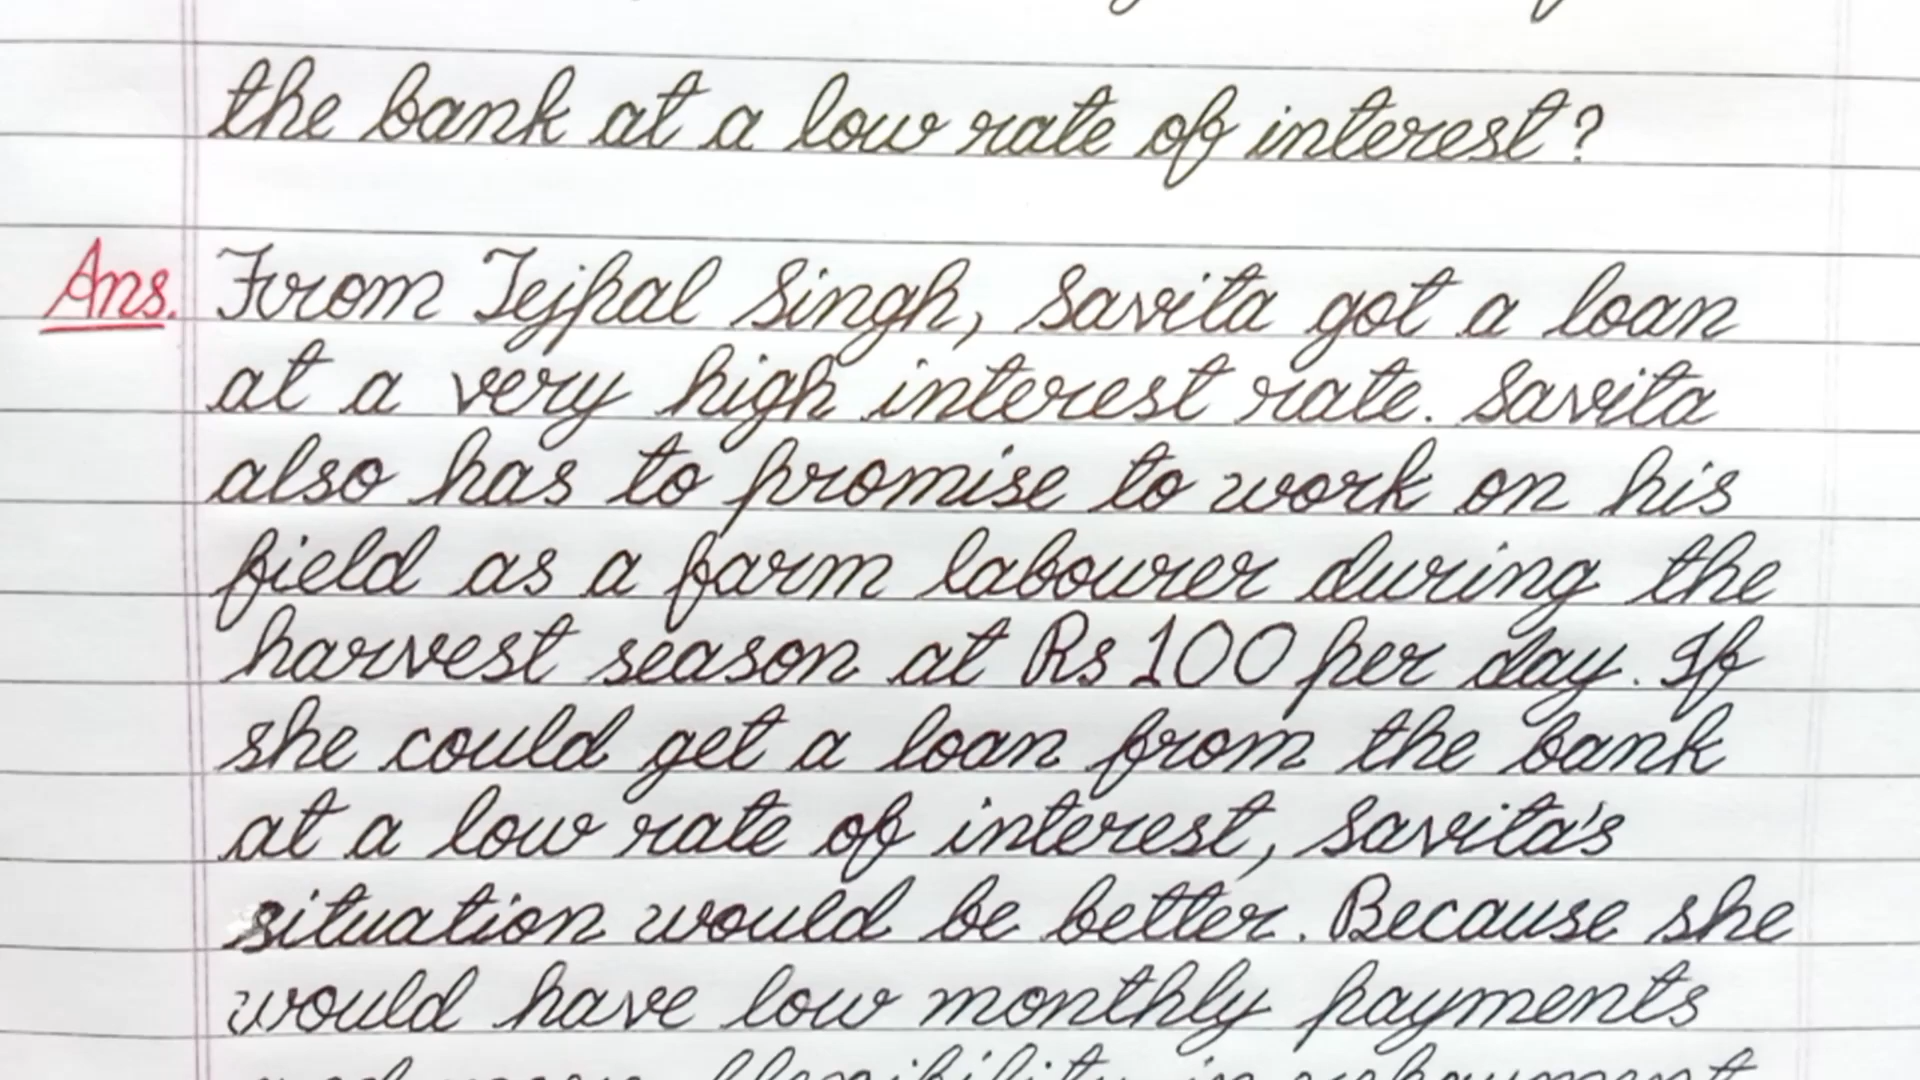 the bank at a low rate of interest?
Ans. From Tejpal Singh, Savita got a loan
at a very high interest rate. Savita
also has to promise to work on his
field as a farm labourer during the
harvest season at Rs 100 per day. If
she could get a loan from the bank
at a low rate of interest, Savita's
situation would be better. Because she
would have low monthly payments
flexibility in